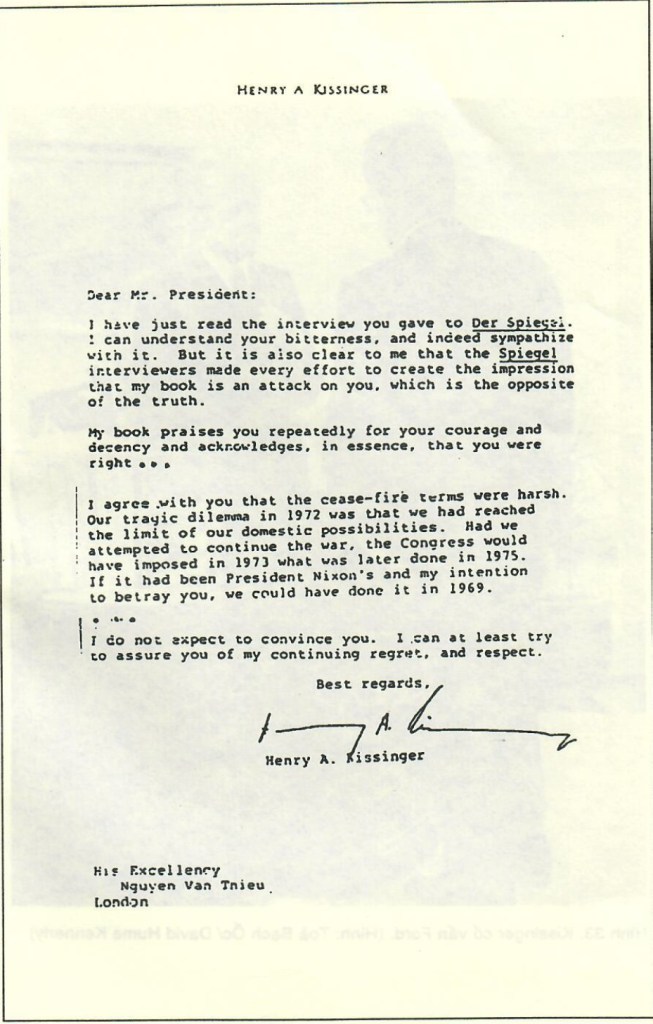 HENRY A KISSINGER
Dear Mr. President:
I have just read the interview you gave to Der Spiegel.
I can understand your bitterness, and indeed sympathize
with it. But it is also clear to me that the Spiegel
interviewers made every effort to create the impression
that my book is an attack on you, which is the opposite
of the truth.
My book praises you repeatedly for your courage and
decency and acknowledges, in essence, that you were
right ...
I agree with you that the cease-fire terms were harsh.
Our tragic dilemma in 1972 was that we had reached
the limit of our domestic possibilities. Had we
attempted to continue the war, the Congress would
have imposed in 1973 what was later done in 1975.
If it had been President Nixon's and my intention
to betray you, we could have done it in 1969.
....
I do not expect to convince you. I can at least try
to assure you of my continuing regret, and respect.
Best regards,
Henry A. Kissinger
His Excellency
Nguyen Van Thieu
London